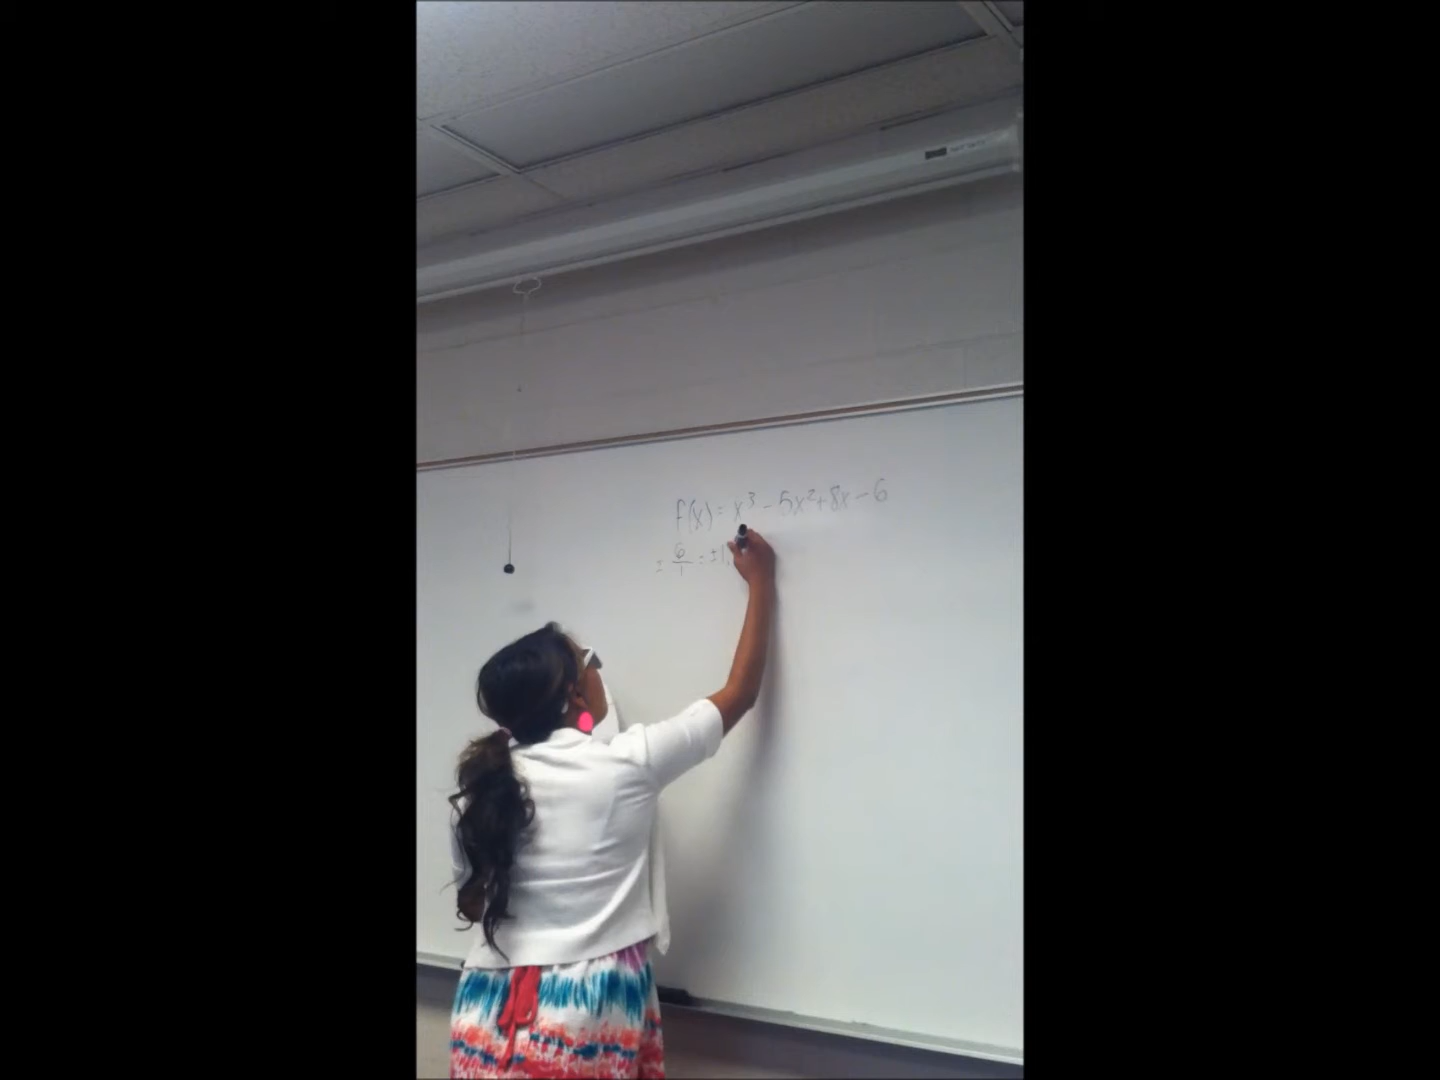 f(x) = x³ - 5x² + 8x - 6
± 6/1 = ±1,